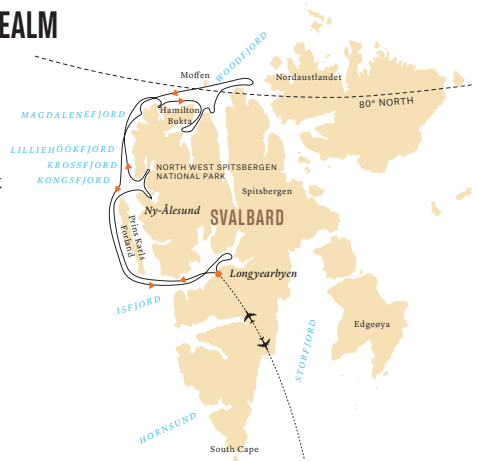 EALM
WOODFJORD
Moffen
Nordaustlandet
80° NORTH
Hamilton
Bukta
MAGDALENEFJORD
LILLIEHÖÖKFJORD
KROSSFJORD
KONGSFJORD
NORTH WEST SPITSBERGEN
NATIONAL PARK
Spitsbergen
Ny-Ålesund
SVALBARD
Prins Karls
Forland
Longyearbyen
ISFJORD
Edgeøya
STORFJORD
HORNSUND
South Cape